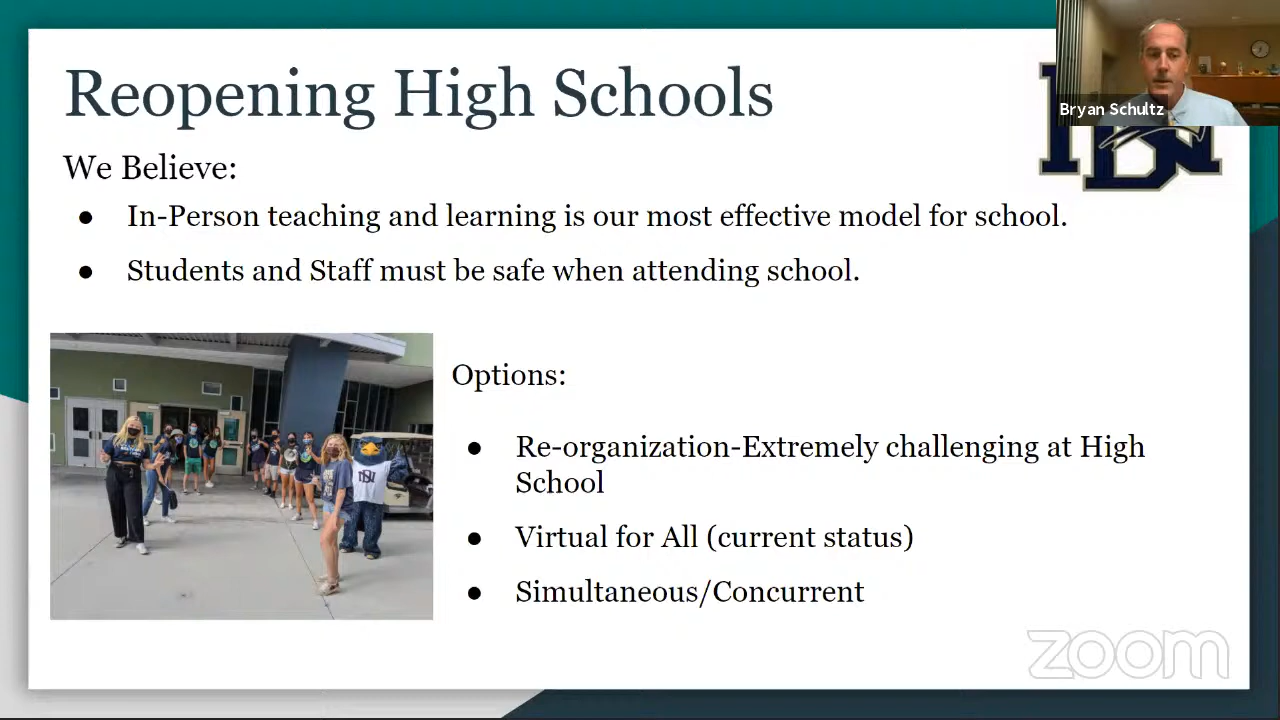 Reopening High Schools
Bryan Schultz
We Believe:
● In-Person teaching and learning is our most effective model for school.
● Students and Staff must be safe when attending school.
Options:
● Re-organization-Extremely challenging at High
School
● Virtual for All (current status)
● Simultaneous/Concurrent
zoom